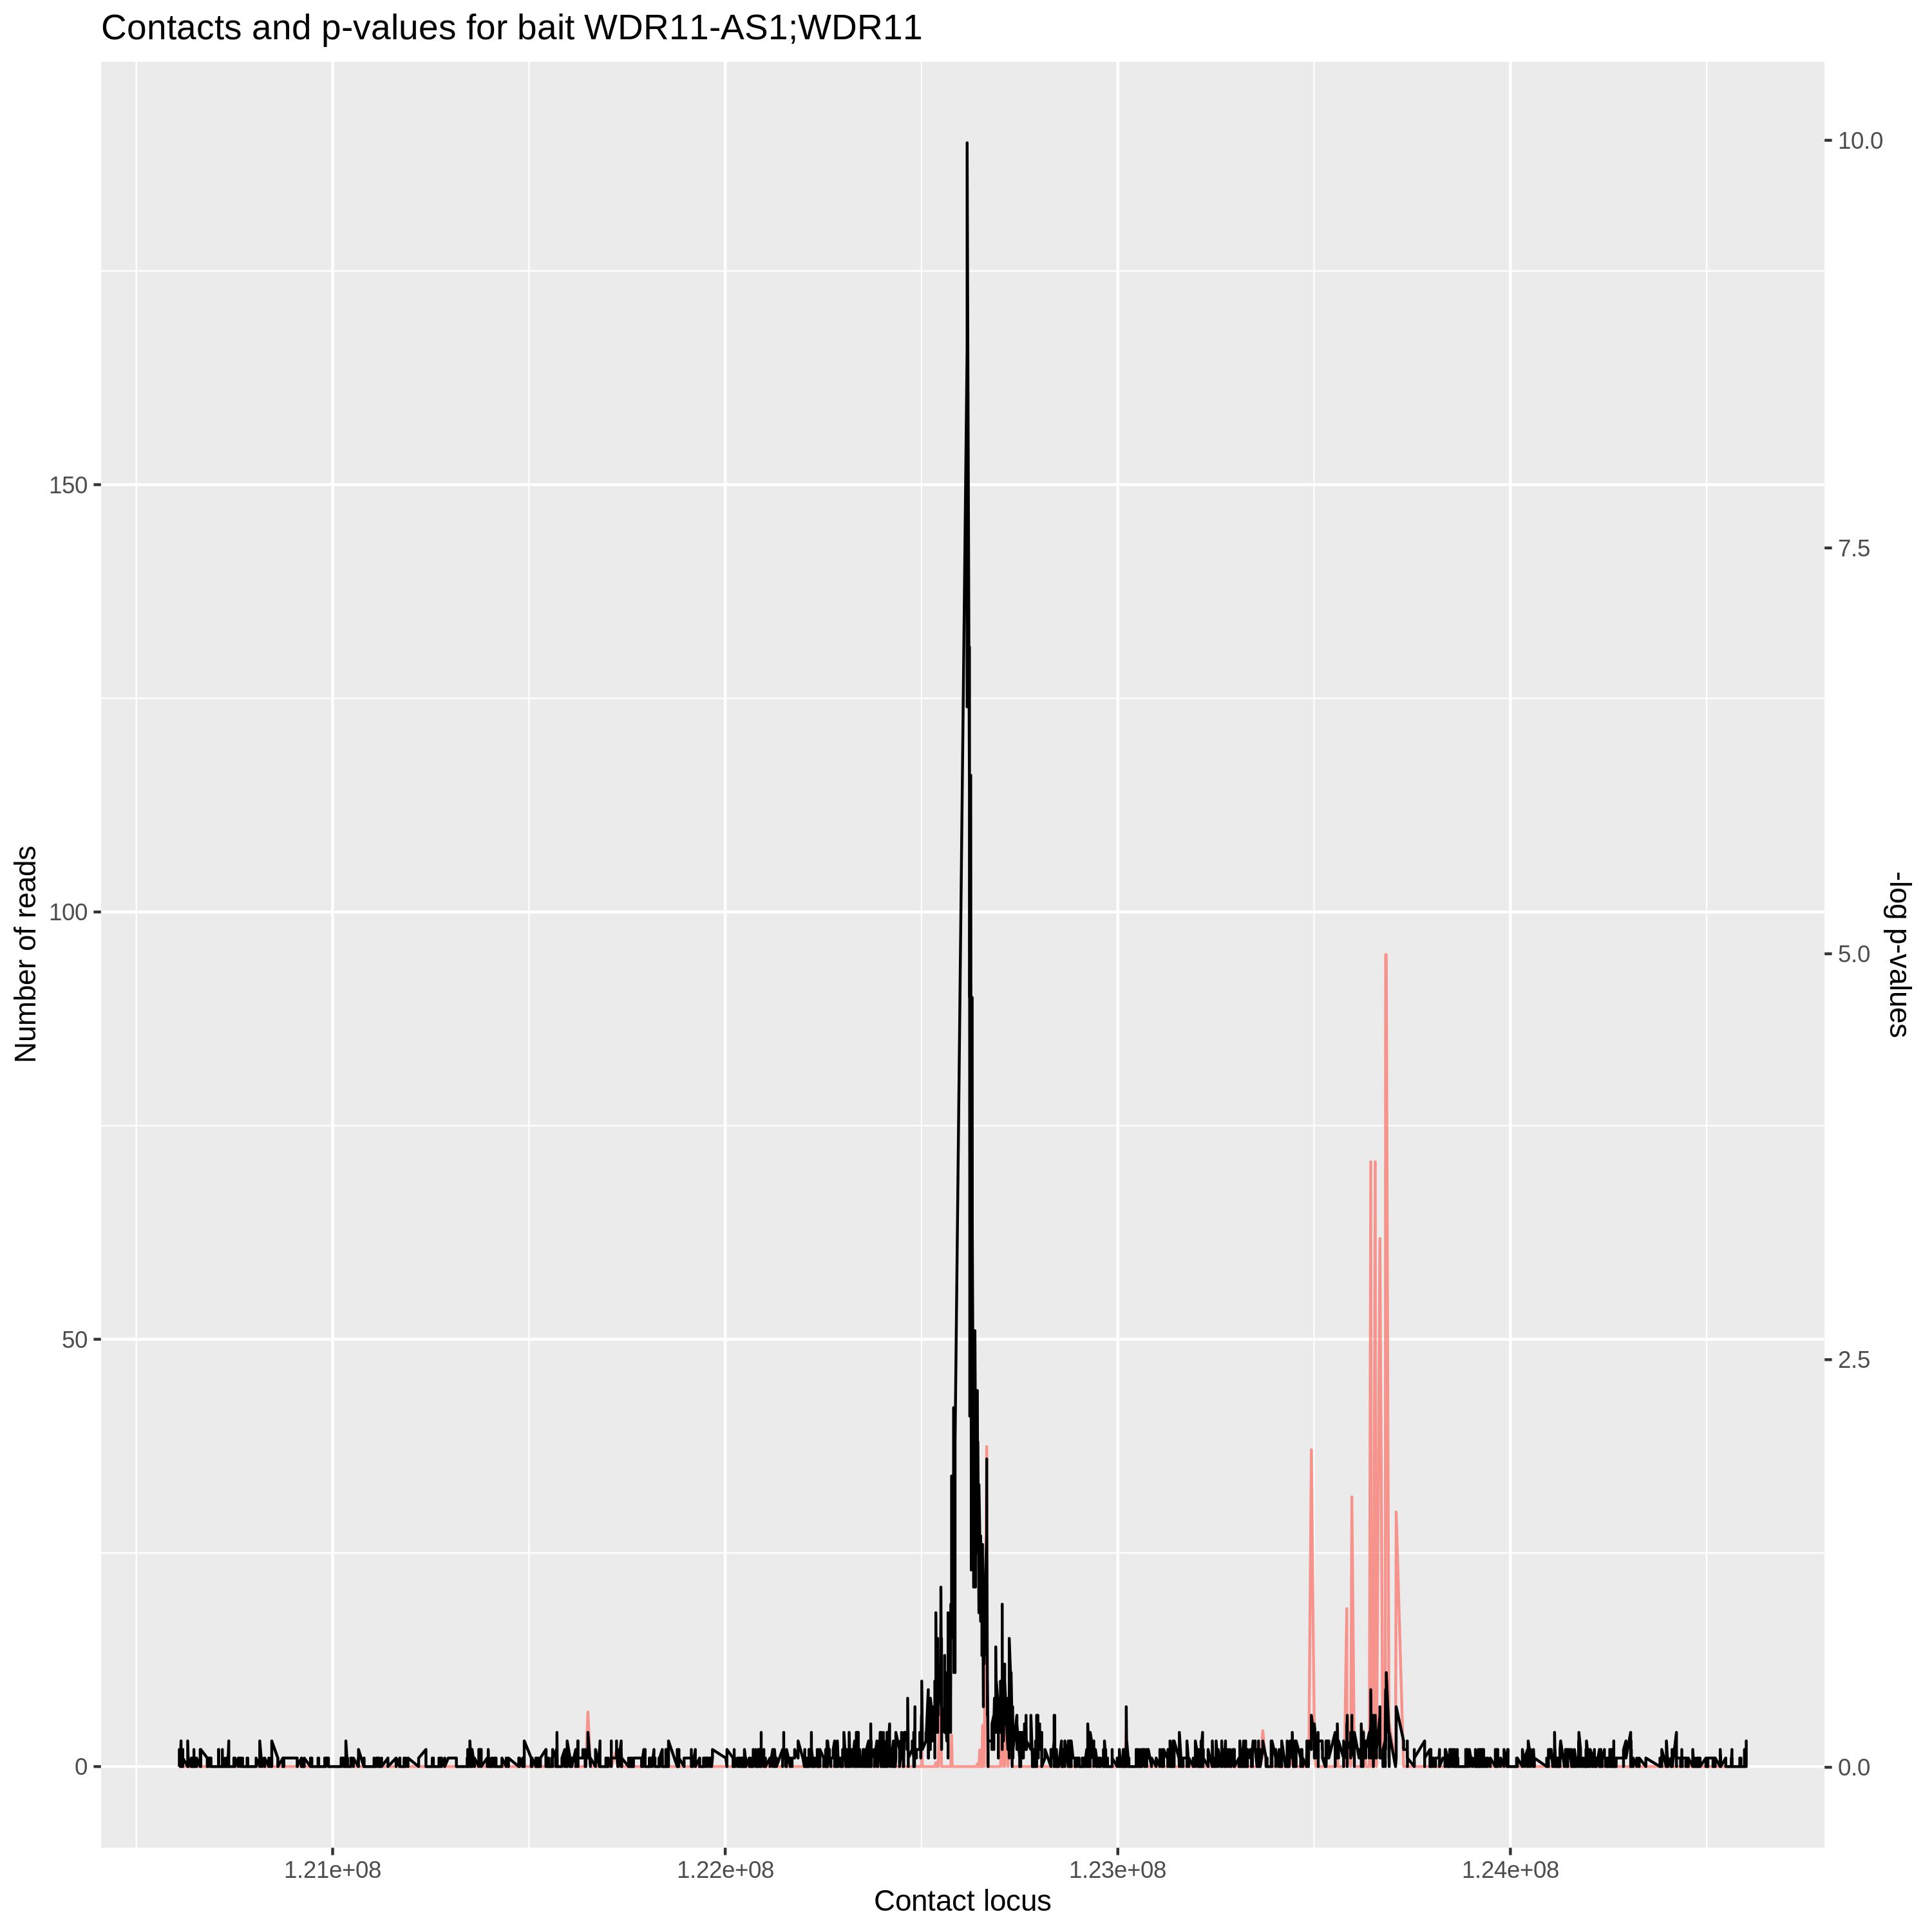 Contacts and p-values for bait WDR11-AS1;WDR11
10.0
150
7.5
Number of reads
100
5.0
-log p-values
50
2.5
0
0.0
1.21e+08
1.22e+08
1.23e+08
1.24e+08
Contact locus